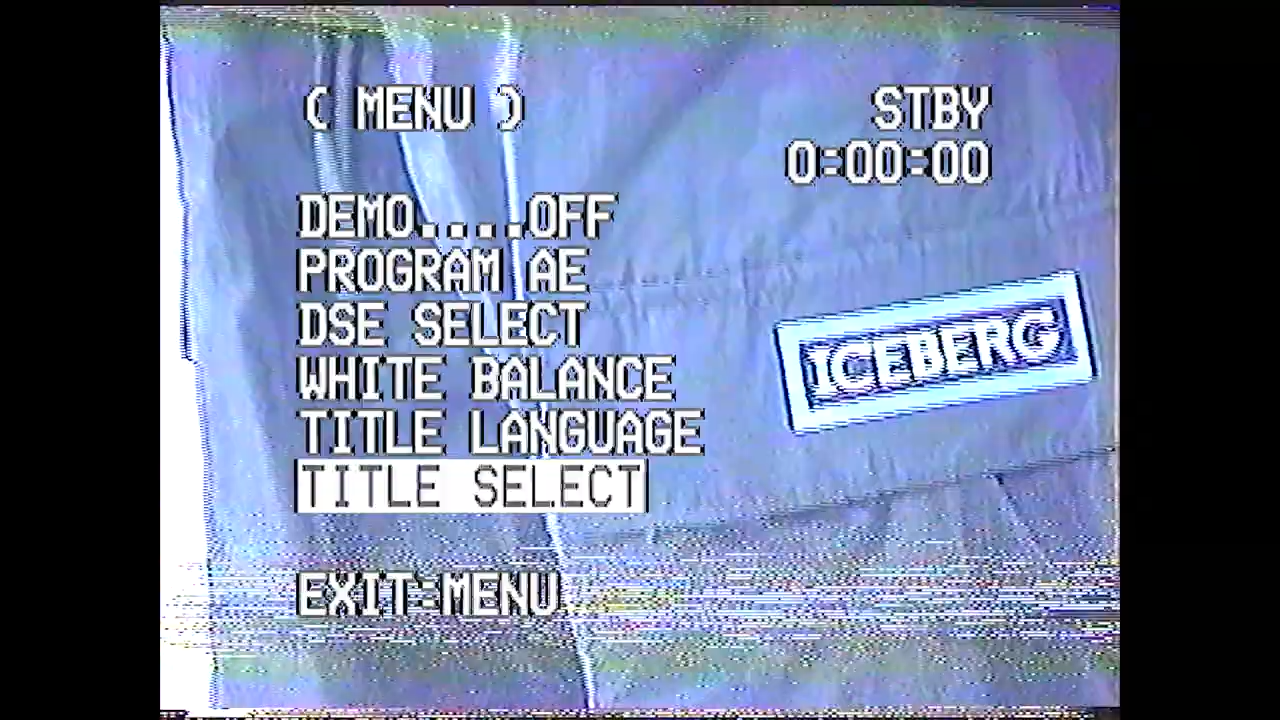 ( MENU )
STBY
0:00:00
DEMO....OFF
PROGRAM AE
DSE SELECT
WHITE BALANCE
TITLE LANGUAGE
TITLE SELECT
EXIT:MENU
ICEBERG